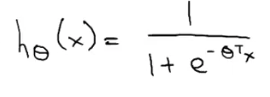 hθ(x) = 1 / (1 + e^(-θᵀx))